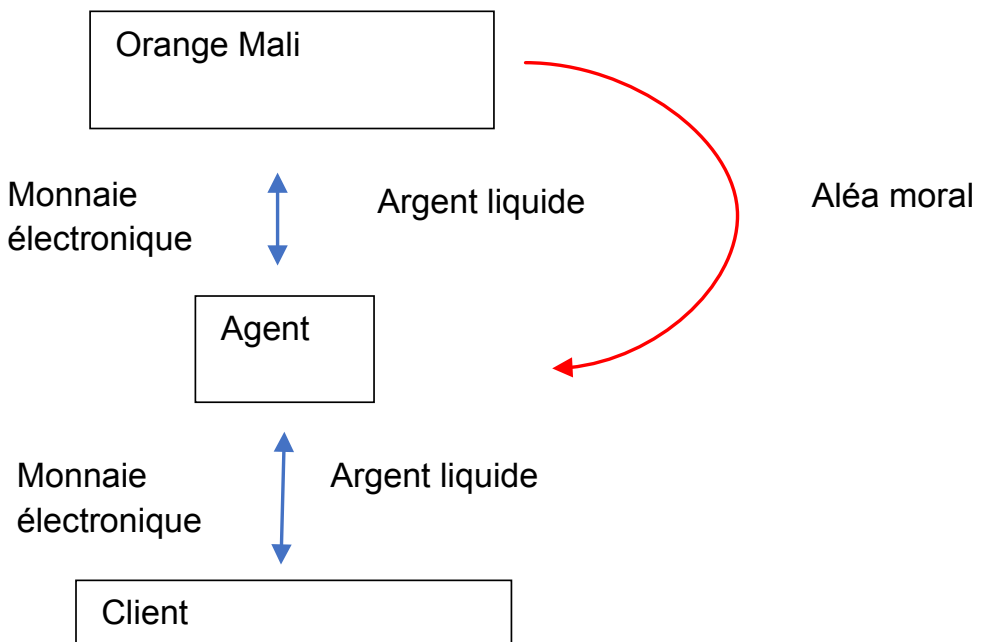 Orange Mali
Monnaie
électronique
Argent liquide
Aléa moral
Agent
Monnaie
électronique
Argent liquide
Client